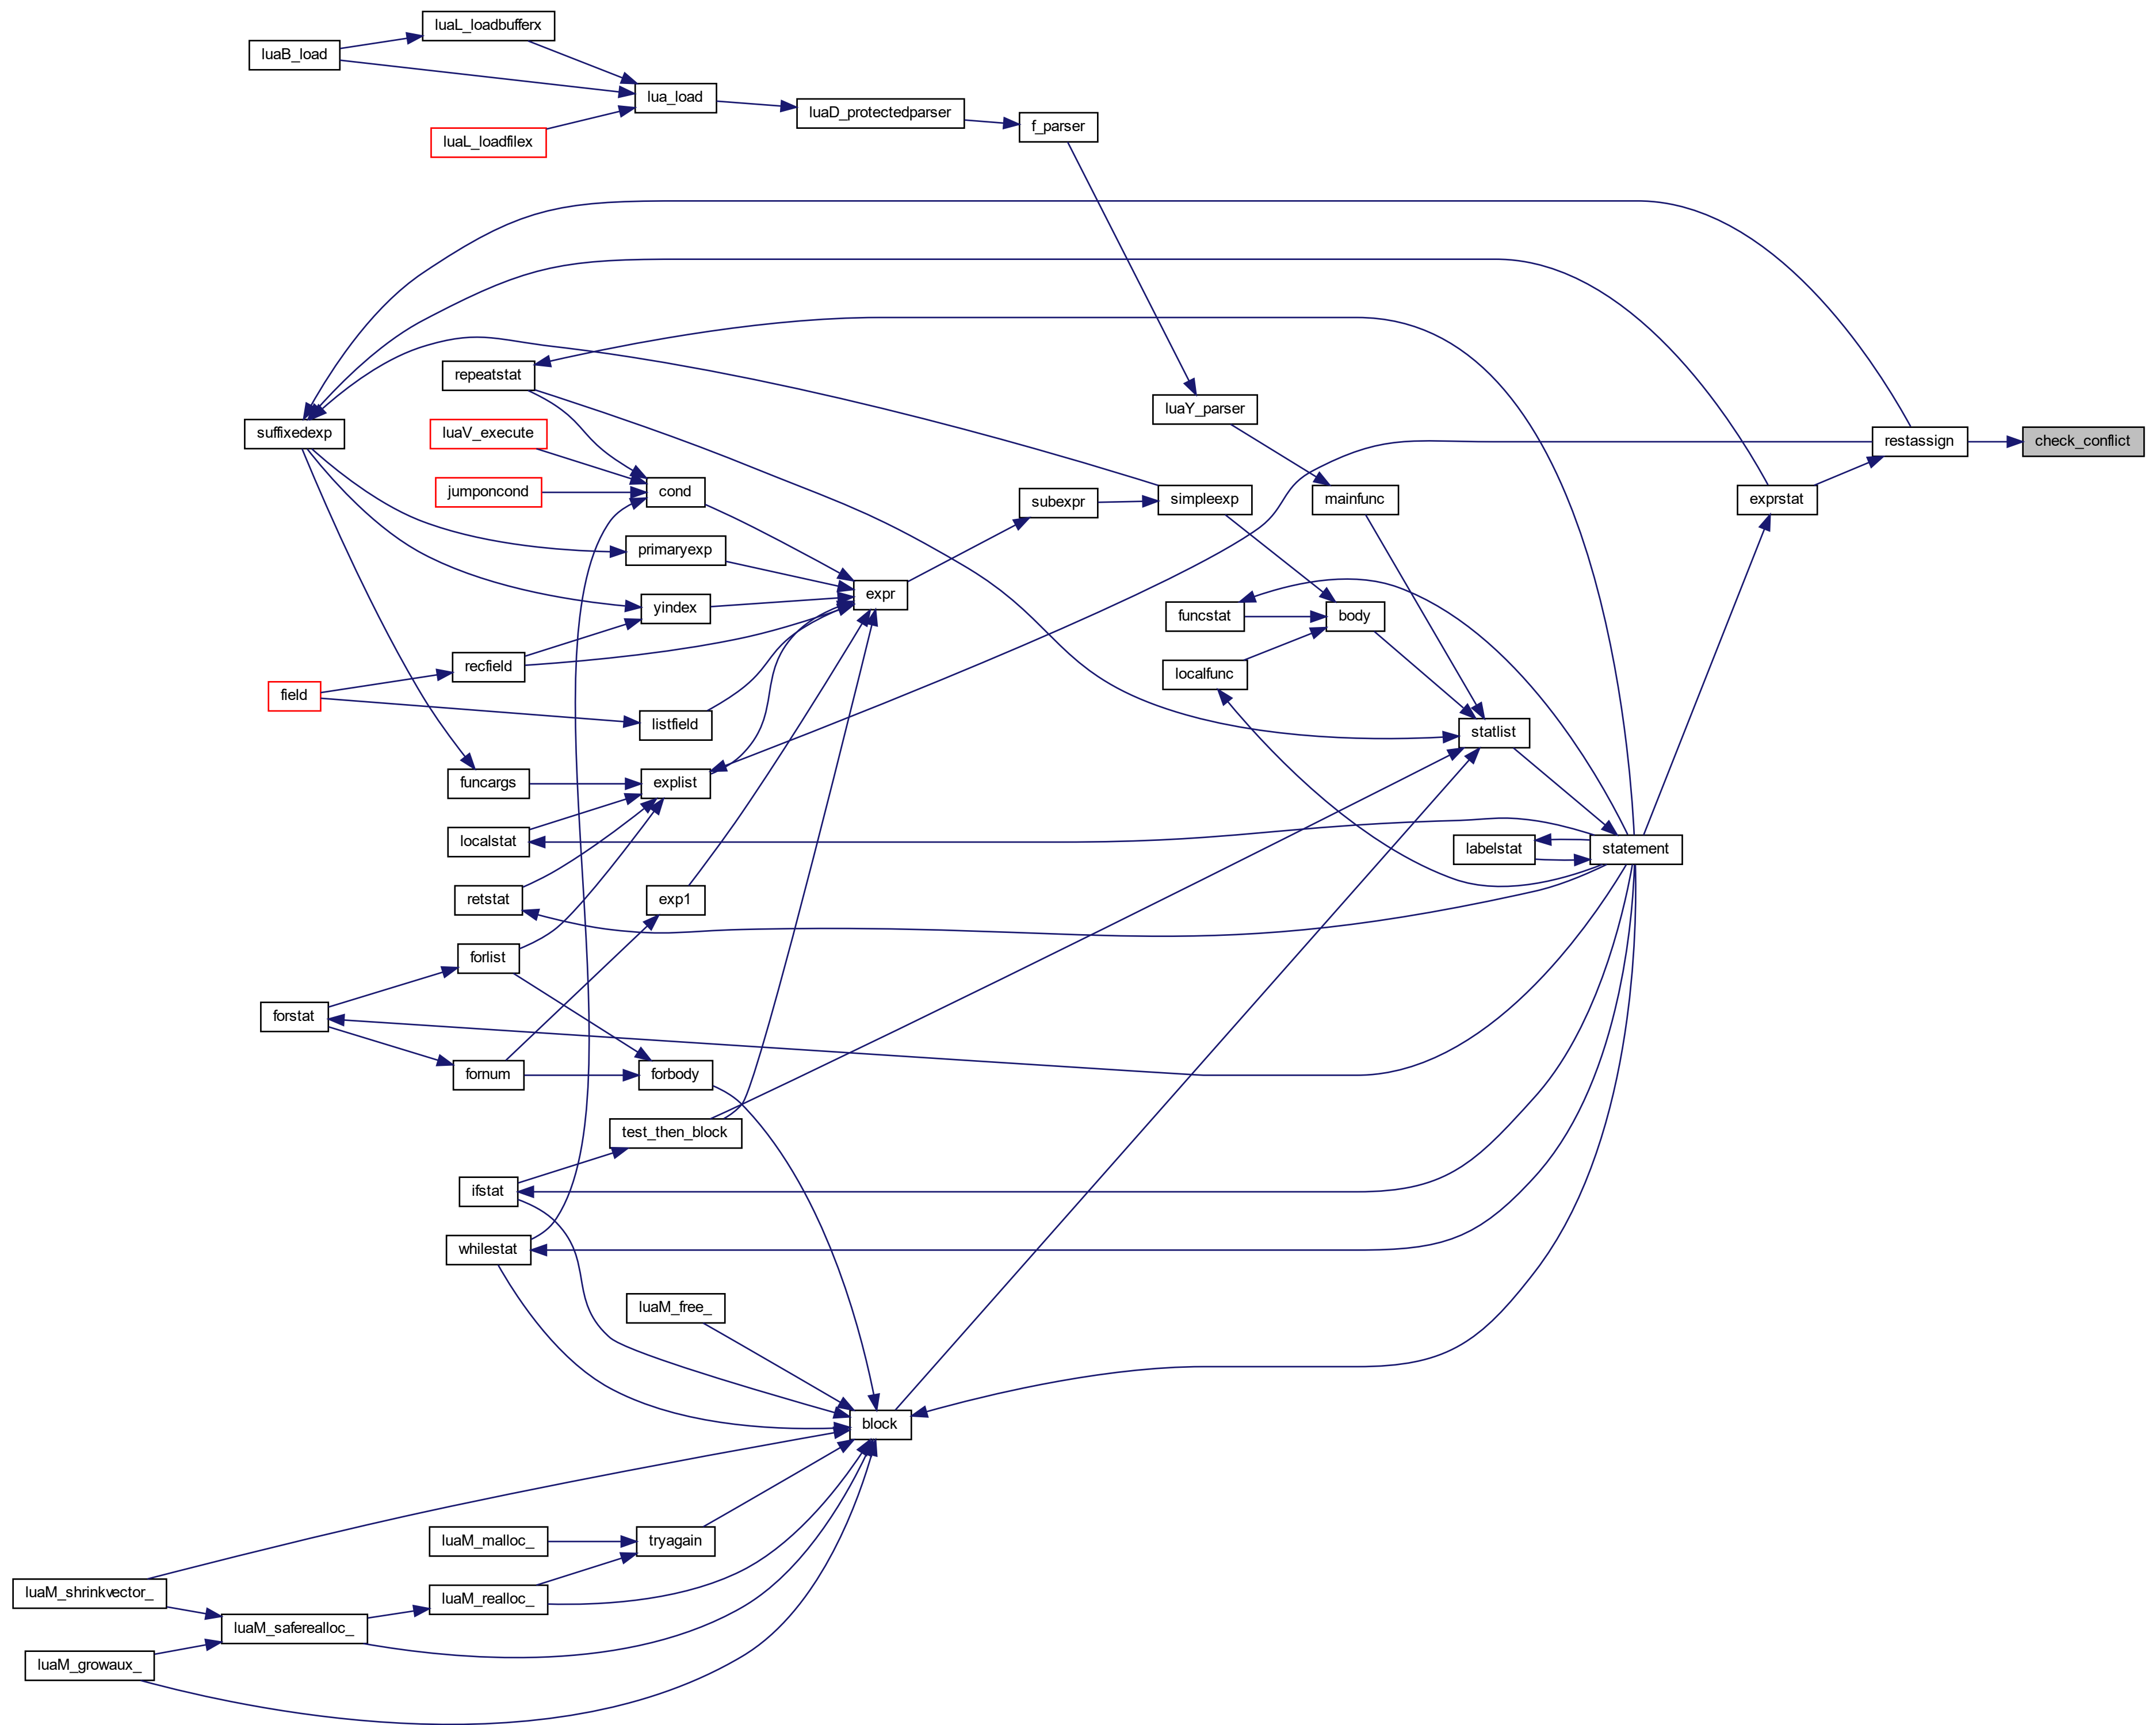 luaL_loadbufferx
luaB_load
lua_load
luaD_protectedparser
f_parser
luaL_loadfilex
repeatstat
luaY_parser
suffixedexp
luaV_execute
restassign
check_conflict
jumponcond
cond
subexpr
simpleexp
mainfunc
exprstat
primaryexp
expr
yindex
funcstat
body
recfield
localfunc
field
listfield
statlist
funcargs
explist
localstat
labelstat
statement
retstat
exp1
forlist
forstat
fornum
forbody
test_then_block
ifstat
whilestat
luaM_free_
block
luaM_malloc_
tryagain
luaM_shrinkvector_
luaM_realloc_
luaM_saferealloc_
luaM_growaux_